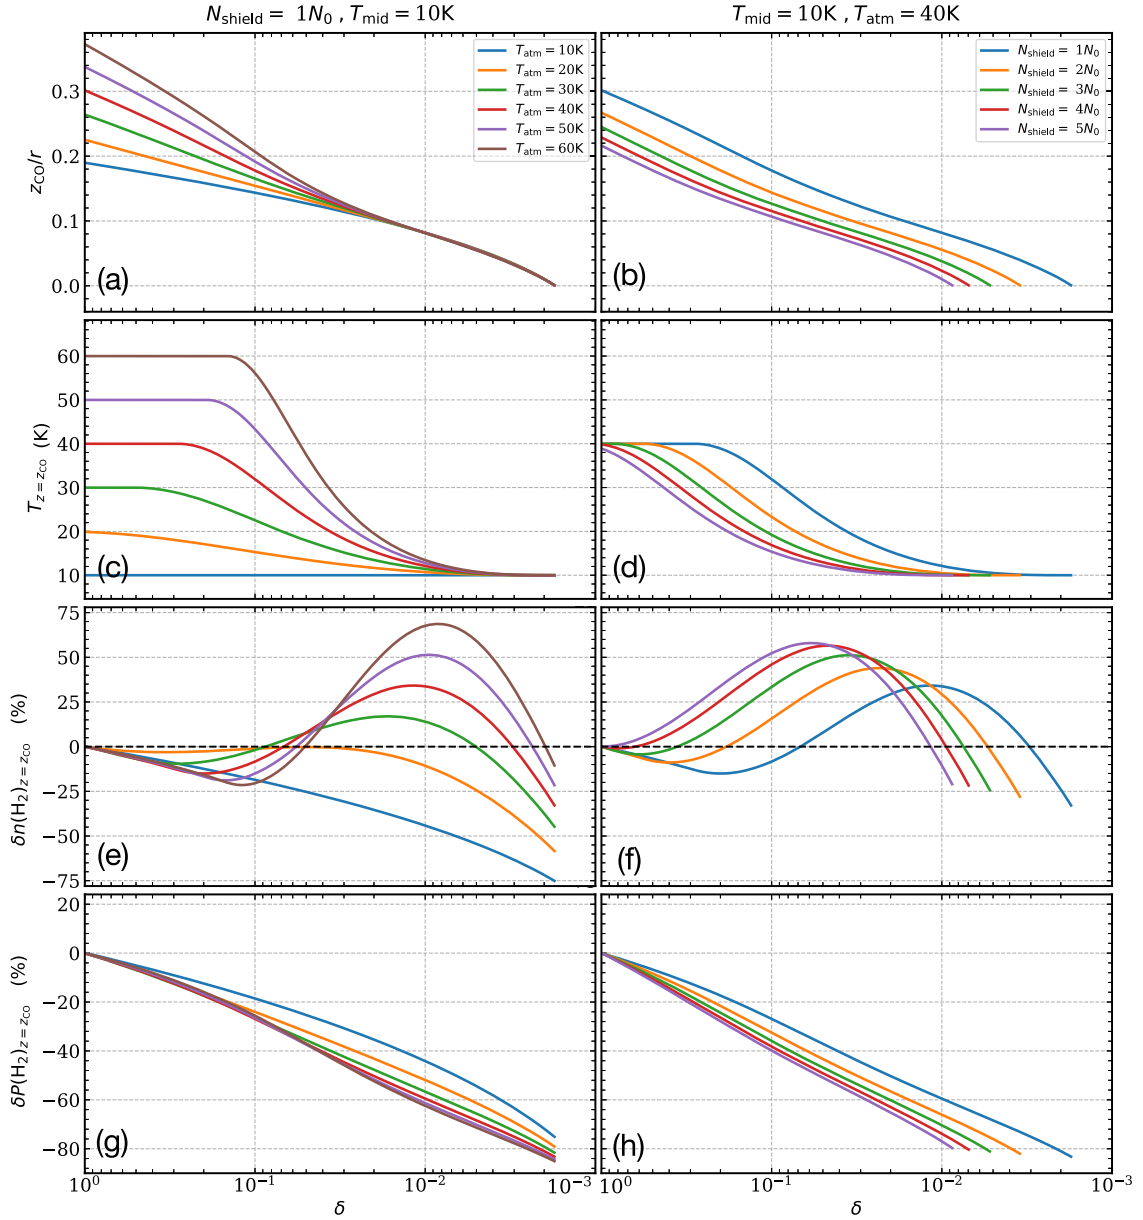 N_shield = 1N_0 , T_mid = 10K
T_mid = 10K , T_atm = 40K
z_CO/r
0.3
0.2
0.1
0.0
(a)
T_atm = 10K
T_atm = 20K
T_atm = 30K
T_atm = 40K
T_atm = 50K
T_atm = 60K
(b)
N_shield = 1N_0
N_shield = 2N_0
N_shield = 3N_0
N_shield = 4N_0
N_shield = 5N_0
T_{z=z_CO} (K)
60
50
40
30
20
10
(c)
(d)
δn(H_2)_{z=z_CO} (%)
75
50
25
0
−25
−50
−75
(e)
(f)
δP(H_2)_{z=z_CO} (%)
20
0
−20
−40
−60
−80
(g)
(h)
10^0
10^−1
10^−2
10^−3
10^0
10^−1
10^−2
10^−3
δ
δ